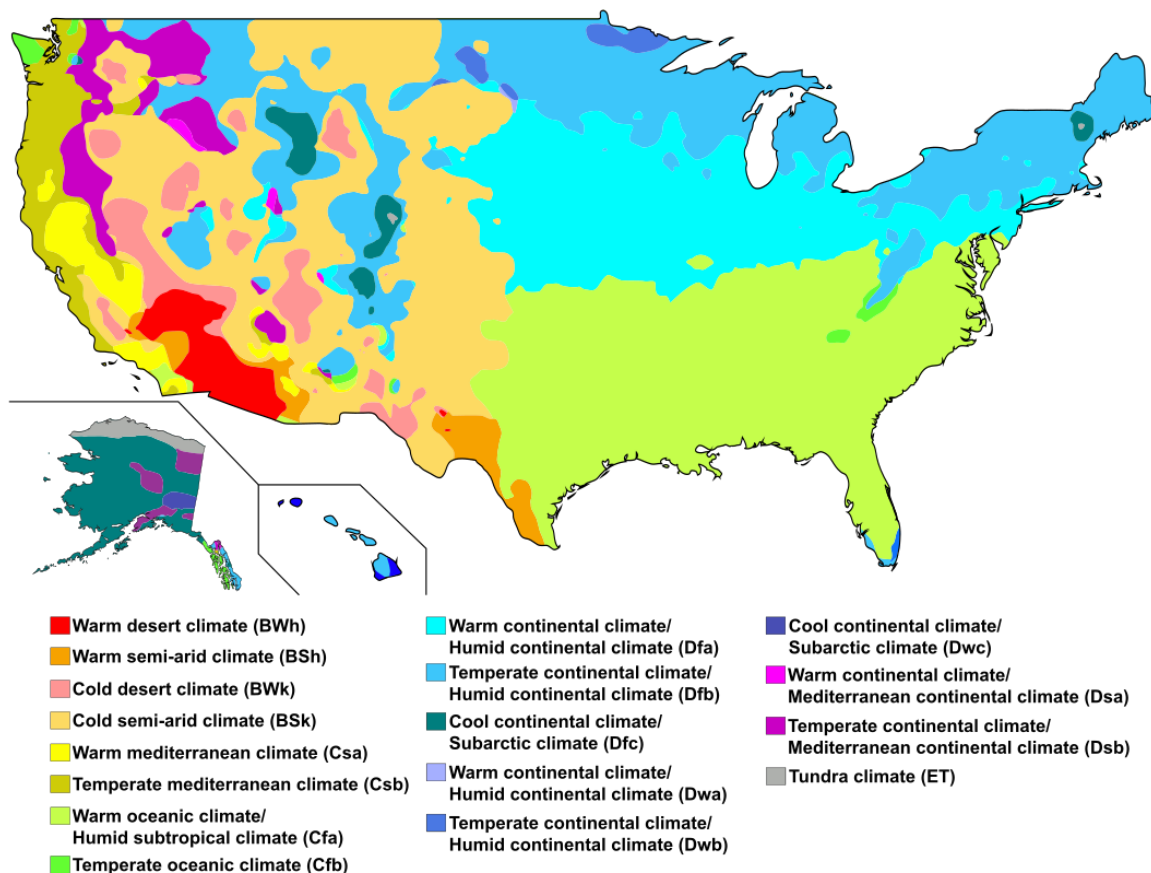 Warm desert climate (BWh)
Warm semi-arid climate (BSh)
Cold desert climate (BWk)
Cold semi-arid climate (BSk)
Warm mediterranean climate (Csa)
Temperate mediterranean climate (Csb)
Warm oceanic climate/
Humid subtropical climate (Cfa)
Temperate oceanic climate (Cfb)
Warm continental climate/
Humid continental climate (Dfa)
Temperate continental climate/
Humid continental climate (Dfb)
Cool continental climate/
Subarctic climate (Dfc)
Warm continental climate/
Humid continental climate (Dwa)
Temperate continental climate/
Humid continental climate (Dwb)
Cool continental climate/
Subarctic climate (Dwc)
Warm continental climate/
Mediterranean continental climate (Dsa)
Temperate continental climate/
Mediterranean continental climate (Dsb)
Tundra climate (ET)